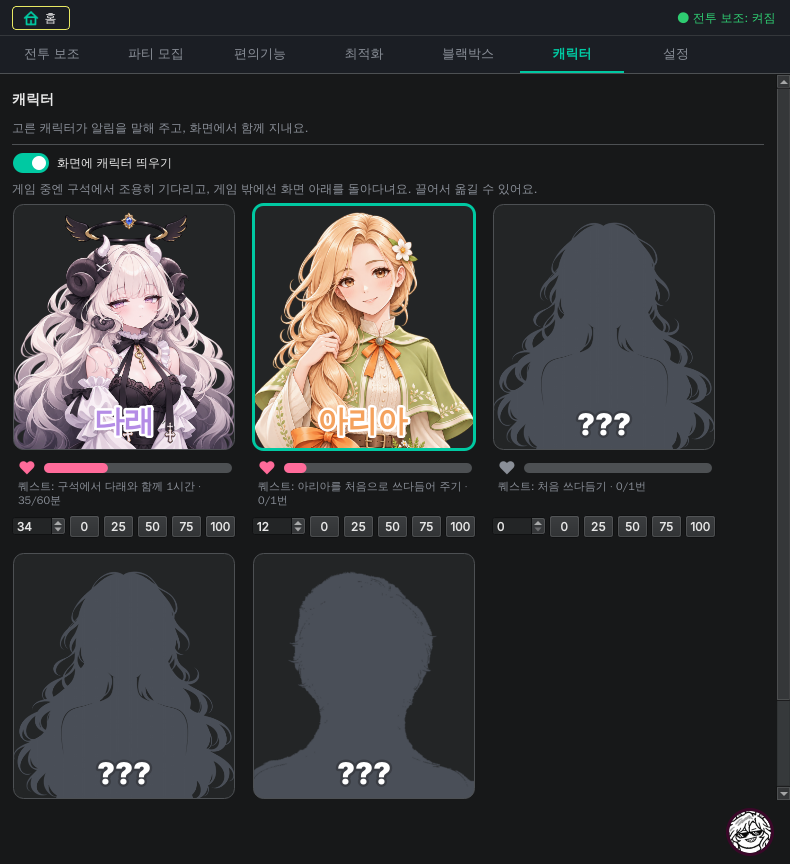 홈
전투 보조: 켜짐
전투 보조 파티 모집 편의기능 최적화 블랙박스 캐릭터 설정
캐릭터
고른 캐릭터가 알림을 말해 주고, 화면에서 함께 지내요.
화면에 캐릭터 띄우기
게임 중엔 구석에서 조용히 기다리고, 게임 밖에선 화면 아래를 돌아다녀요. 끌어서 옮길 수 있어요.
다래
아리아
???
퀘스트: 구석에서 다래와 함께 1시간 ·
35/60분
퀘스트: 아리아를 처음으로 쓰다듬어 주기 ·
0/1번
퀘스트: 처음 쓰다듬기 · 0/1번
34 0 25 50 75 100
12 0 25 50 75 100
0 0 25 50 75 100
???
???